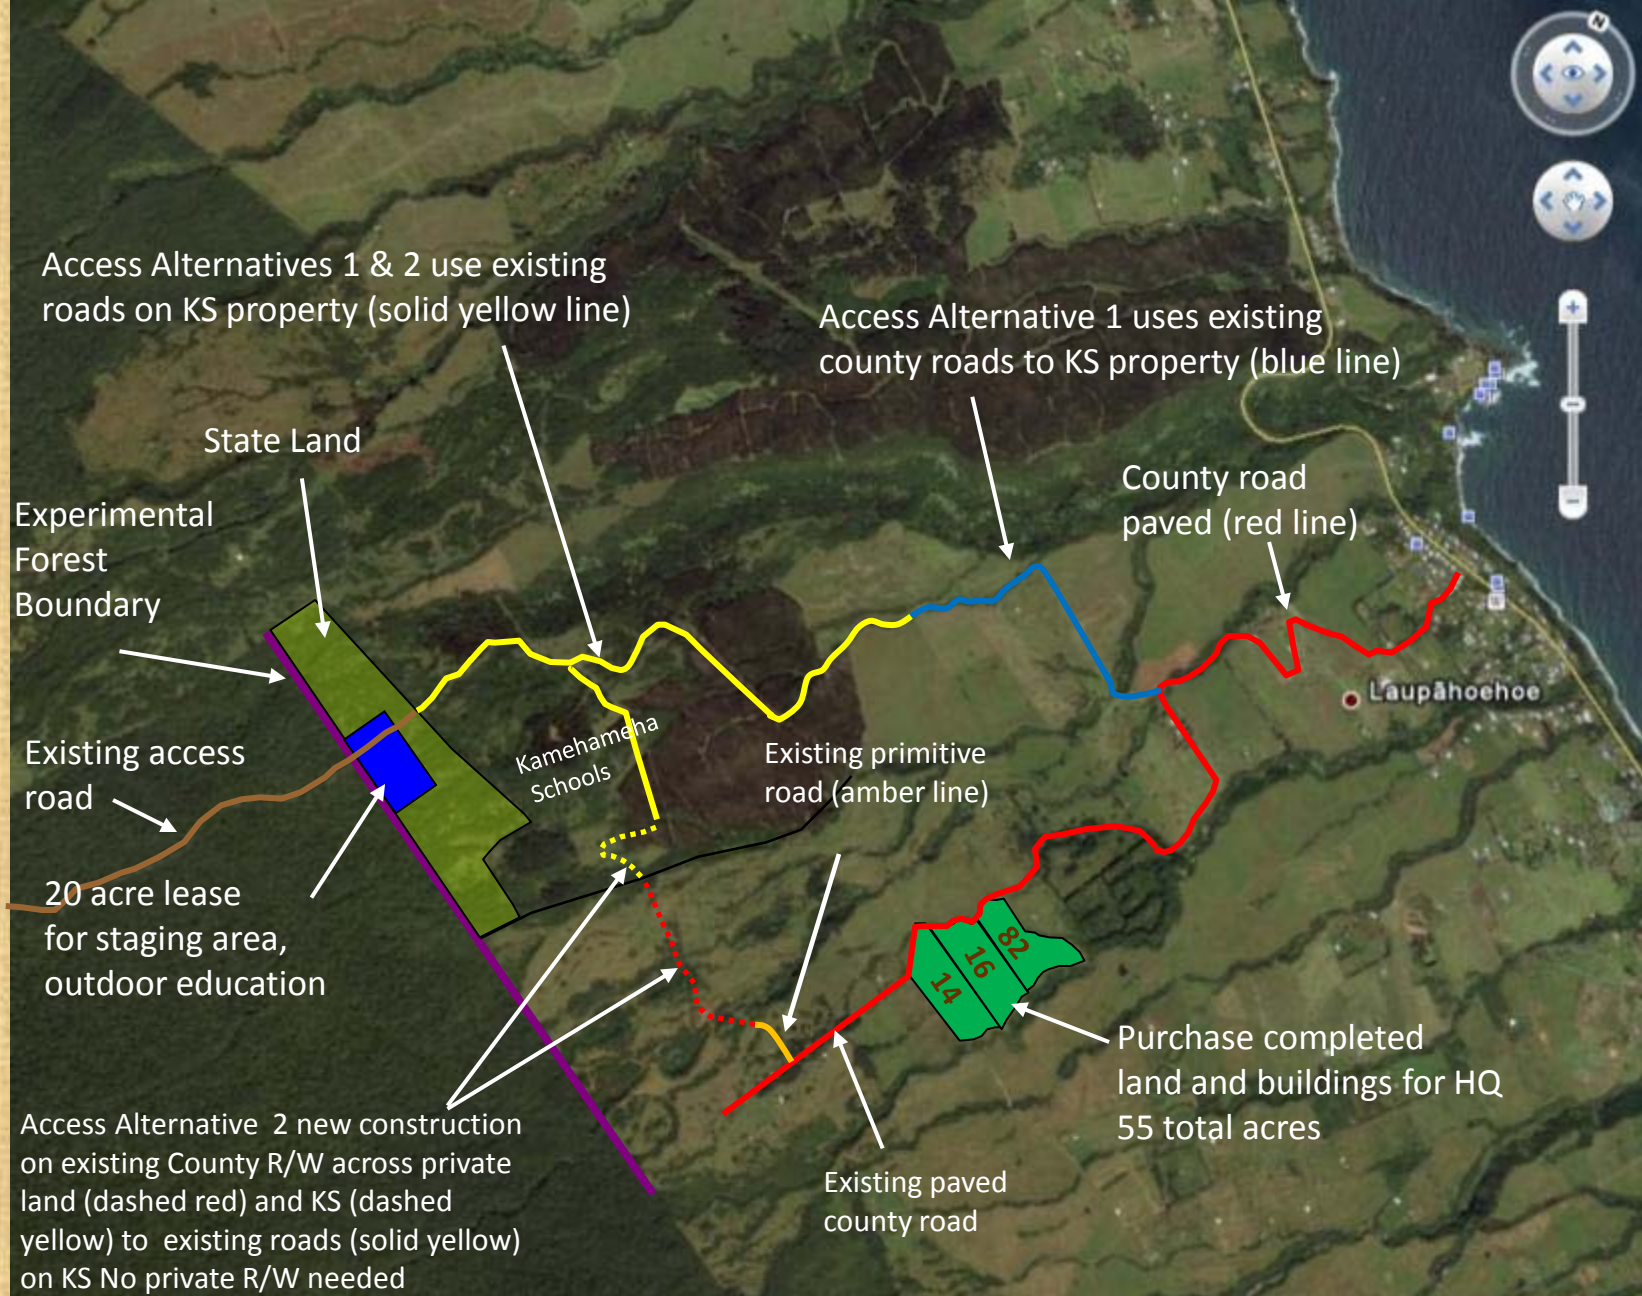 N
Access Alternatives 1 & 2 use existing
roads on KS property (solid yellow line)
Access Alternative 1 uses existing
county roads to KS property (blue line)
State Land
County road
paved (red line)
Experimental
Forest
Boundary
Laupāhoehoe
Kamehameha
Schools
Existing access
road
Existing primitive
road (amber line)
20 acre lease
for staging area,
outdoor education
82
16
14
Purchase completed
land and buildings for HQ
55 total acres
Access Alternative  2 new construction
on existing County R/W across private
land (dashed red) and KS (dashed
yellow) to  existing roads (solid yellow)
on KS No private R/W needed
Existing paved
county road